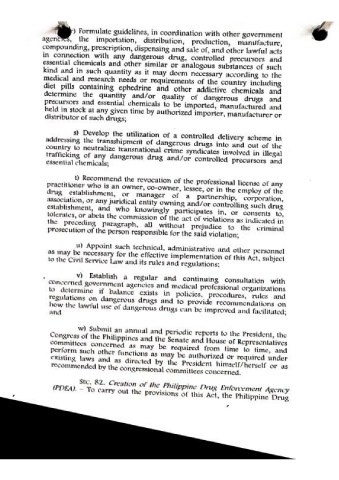 r) Formulate guidelines, in coordination with other government
agencies, the importation, distribution, production, manufacture,
compounding, prescription, dispensing and sale of, and other lawful acts
in connection with any dangerous drug, controlled precursors and
essential chemicals and other similar or analogous substances of such
kind and in such quantity as it may deem necessary according to the
medical and research needs or requirements of the country including
diet pills containing ephedrine and other addictive chemicals and
determine the quantity and/or quality of dangerous drugs and
precursors and essential chemicals to be imported, manufactured and
held in stock at any given time by authorized importer, manufacturer or
distributor of such drugs;
s) Develop the utilization of a controlled delivery scheme in
addressing the transshipment of dangerous drugs into and out of the
country to neutralize transnational crime syndicates involved in illegal
trafficking of any dangerous drug and/or controlled precursors and
essential chemicals;
t) Recommend the revocation of the professional license of any
practitioner who is an owner, co-owner, lessee, or in the employ of the
drug establishment, or manager of a partnership, corporation,
association, or any juridical entity owning and/or controlling such drug
establishment, and who knowingly participates in, or consents to,
tolerates, or abets the commission of the act of violations as indicated in
the preceding paragraph, all without prejudice to the criminal
prosecution of the person responsible for the said violation;
u) Appoint such technical, administrative and other personnel
as may be necessary for the effective implementation of this Act, subject
to the Civil Service Law and its rules and regulations;
v) Establish a regular and continuing consultation with
concerned government agencies and medical professional organizations
to determine if balance exists in policies, procedures, rules and
regulations on dangerous drugs and to provide recommendations on
how the lawful use of dangerous drugs can be improved and facilitated;
and
w) Submit an annual and periodic reports to the President, the
Congress of the Philippines and the Senate and House of Representatives
committees concerned as may be required from time to time, and
perform such other functions as may be authorized or required under
existing laws and as directed by the President himself/herself or as
recommended by the congressional committees concerned.
SEC. 82. Creation of the Philippine Drug Enforcement Agency
(PDEA). – To carry out the provisions of this Act, the Philippine Drug